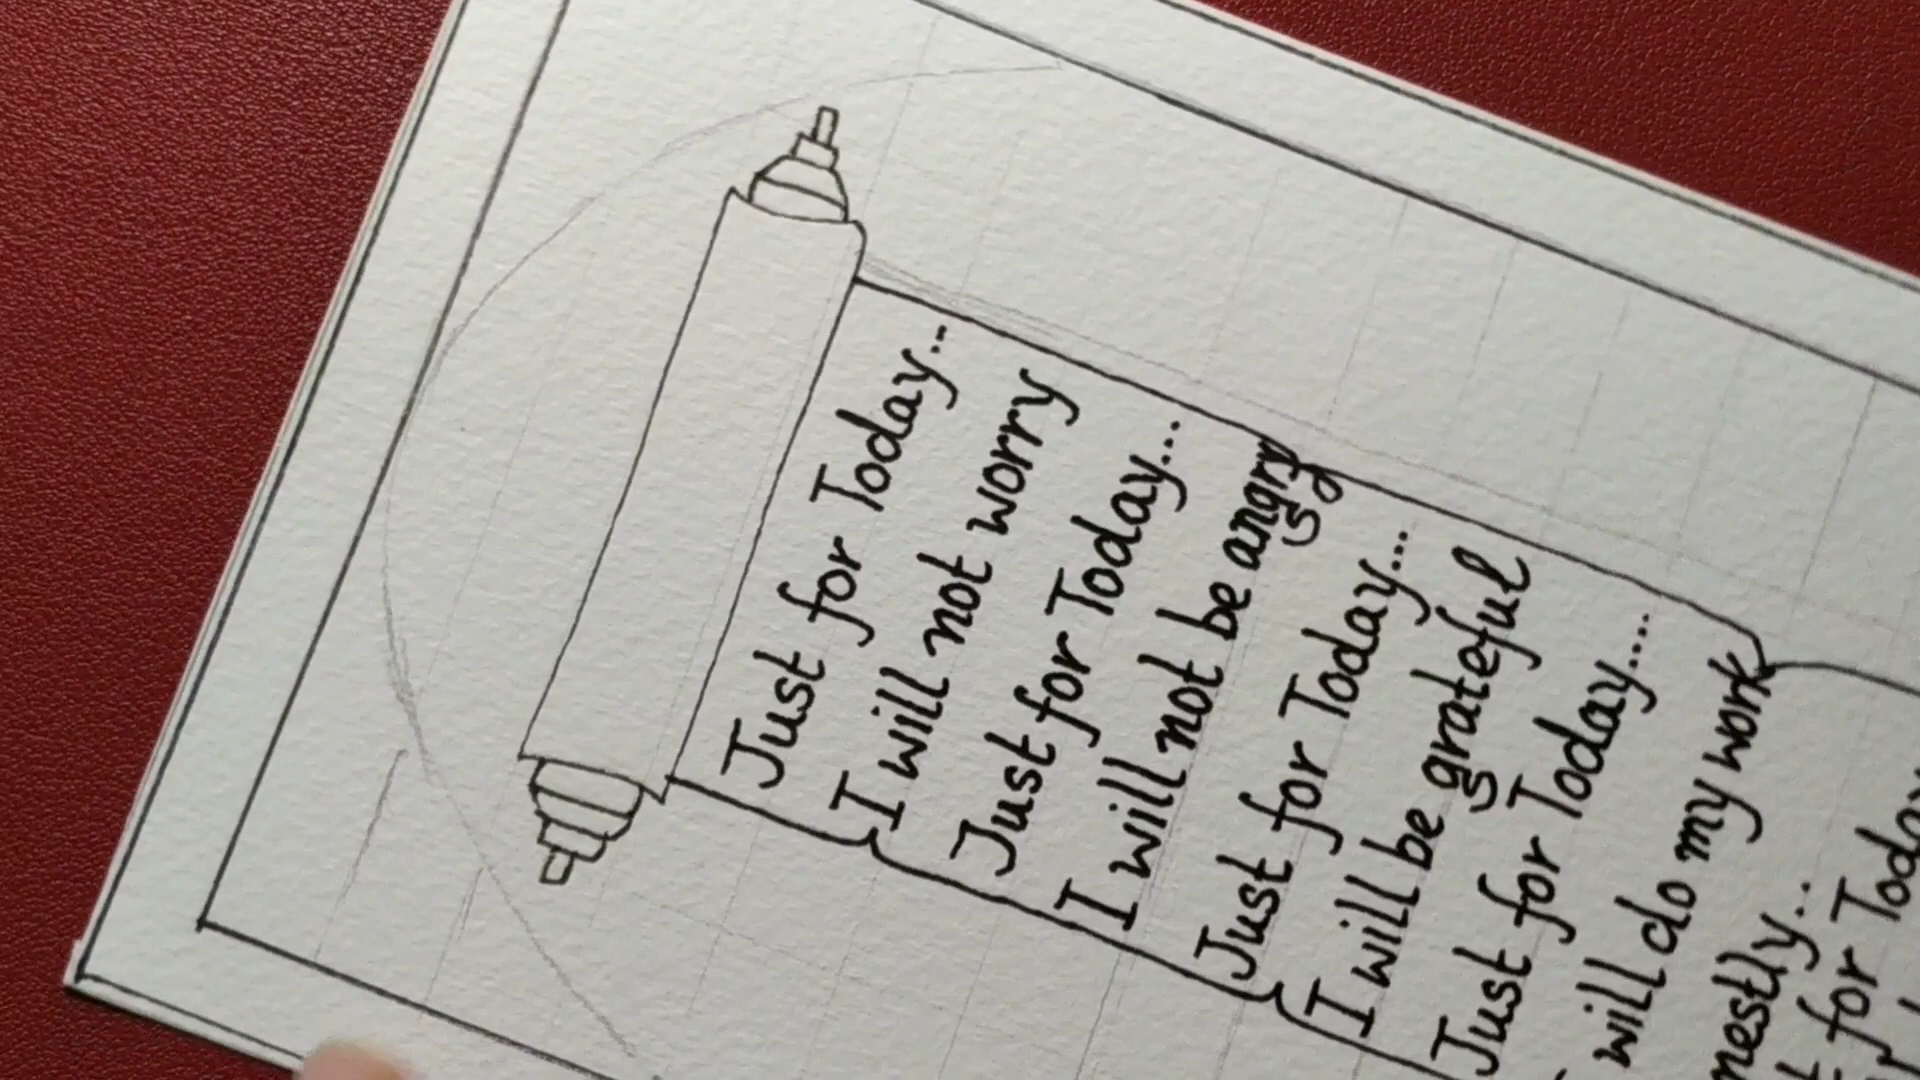 Just for Today...
I will not worry
Just for Today...
I will not be angry
Just for Today...
I will be grateful
Just for Today....
will do my work
for Today